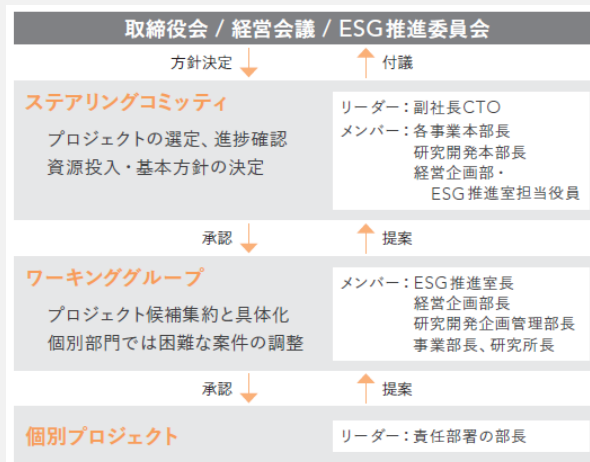 取締役会 / 経営会議 / ESG推進委員会
方針決定
付議
ステアリングコミッティ
プロジェクトの選定、進捗確認
資源投入・基本方針の決定
リーダー：副社長CTO
メンバー：各事業本部長
研究開発本部長
経営企画部・
ESG推進室担当役員
承認
提案
ワーキンググループ
プロジェクト候補集約と具体化
個別部門では困難な案件の調整
メンバー：ESG推進室長
経営企画部長
研究開発企画管理部長
事業部長、研究所長
承認
提案
個別プロジェクト
リーダー：責任部署の部長